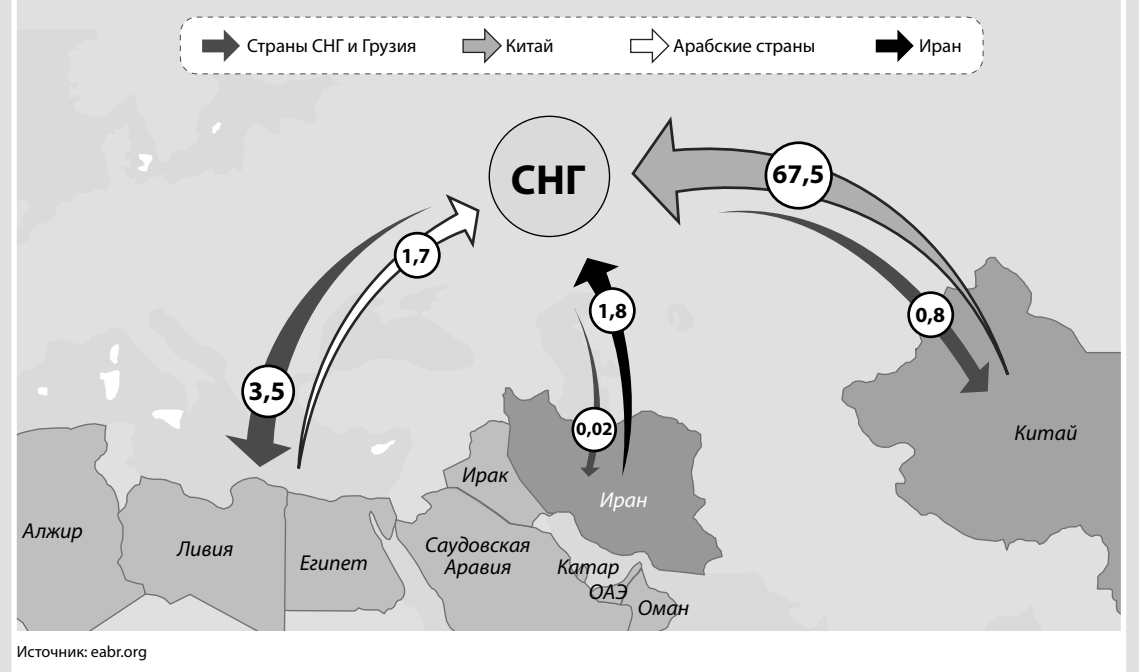 Страны СНГ и Грузия
Китай
Арабские страны
Иран
СНГ
67,5
1,7
1,8
0,8
3,5
0,02
Китай
Ирак
Иран
Алжир
Ливия
Египет
Саудовская
Аравия
Катар
ОАЭ
Оман
Источник: eabr.org